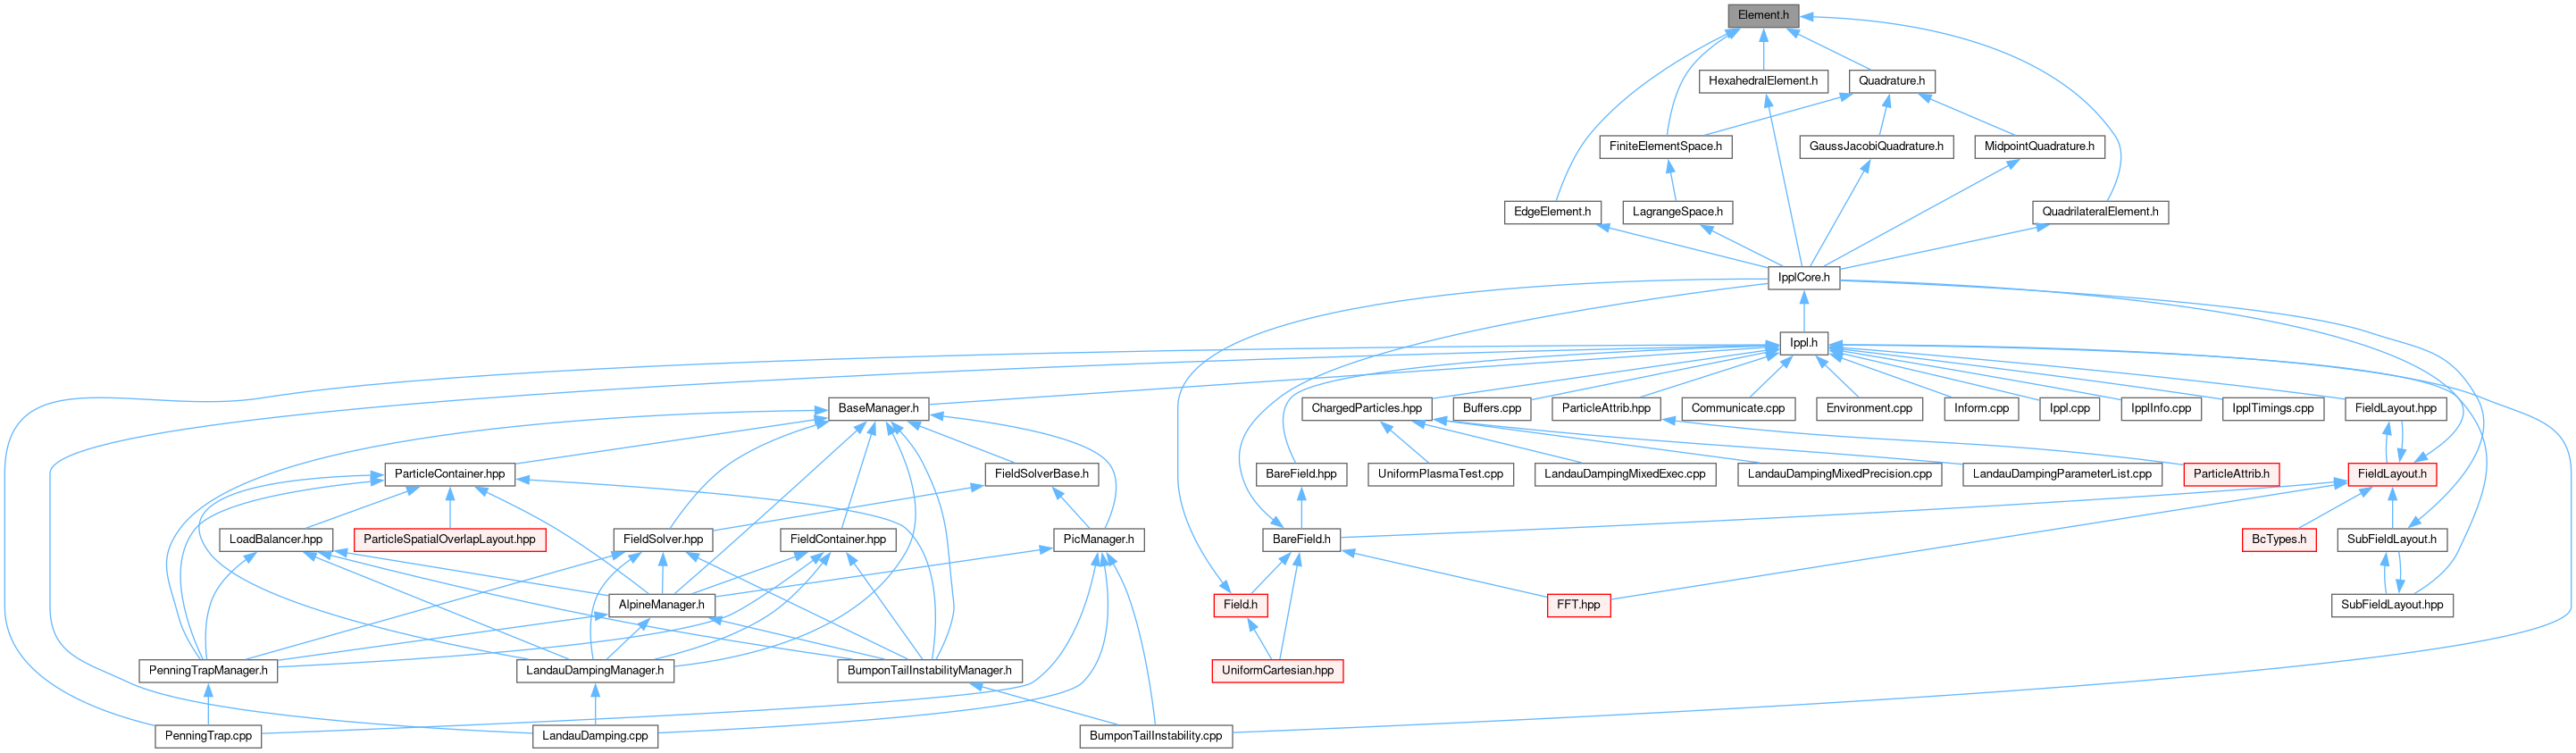 Element.h
HexahedralElement.h
Quadrature.h
FiniteElementSpace.h
GaussJacobiQuadrature.h
MidpointQuadrature.h
EdgeElement.h
LagrangeSpace.h
QuadrilateralElement.h
IpplCore.h
Ippl.h
BaseManager.h
ChargedParticles.hpp
Buffers.cpp
ParticleAttrib.hpp
Communicate.cpp
Environment.cpp
Inform.cpp
Ippl.cpp
IpplInfo.cpp
IpplTimings.cpp
FieldLayout.hpp
ParticleContainer.hpp
FieldSolverBase.h
BareField.hpp
UniformPlasmaTest.cpp
LandauDampingMixedExec.cpp
LandauDampingMixedPrecision.cpp
LandauDampingParameterList.cpp
ParticleAttrib.h
FieldLayout.h
LoadBalancer.hpp
ParticleSpatialOverlapLayout.hpp
FieldSolver.hpp
FieldContainer.hpp
PicManager.h
BareField.h
BcTypes.h
SubFieldLayout.h
AlpineManager.h
Field.h
FFT.hpp
SubFieldLayout.hpp
PenningTrapManager.h
LandauDampingManager.h
BumponTailInstabilityManager.h
UniformCartesian.hpp
PenningTrap.cpp
LandauDamping.cpp
BumponTailInstability.cpp